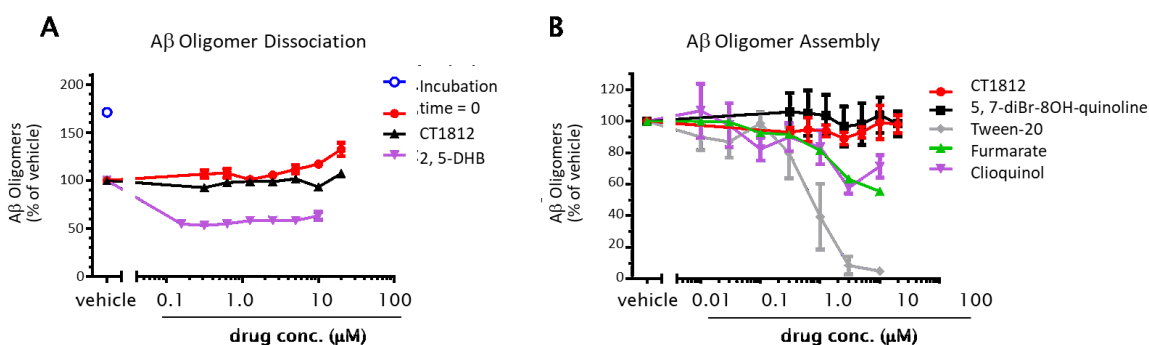 A
Aβ Oligomer Dissociation
Aβ Oligomers
(% of vehicle)
200
150
100
50
0
vehicle
0.1
1.0
10
100
drug conc. (μM)
Incubation
time = 0
CT1812
2, 5-DHB
B
Aβ Oligomer Assembly
Aβ Oligomers
(% of vehicle)
120
100
80
60
40
20
0
vehicle
0.01
0.1
1.0
10
100
drug conc. (μM)
CT1812
5, 7-diBr-8OH-quinoline
Tween-20
Furmarate
Clioquinol